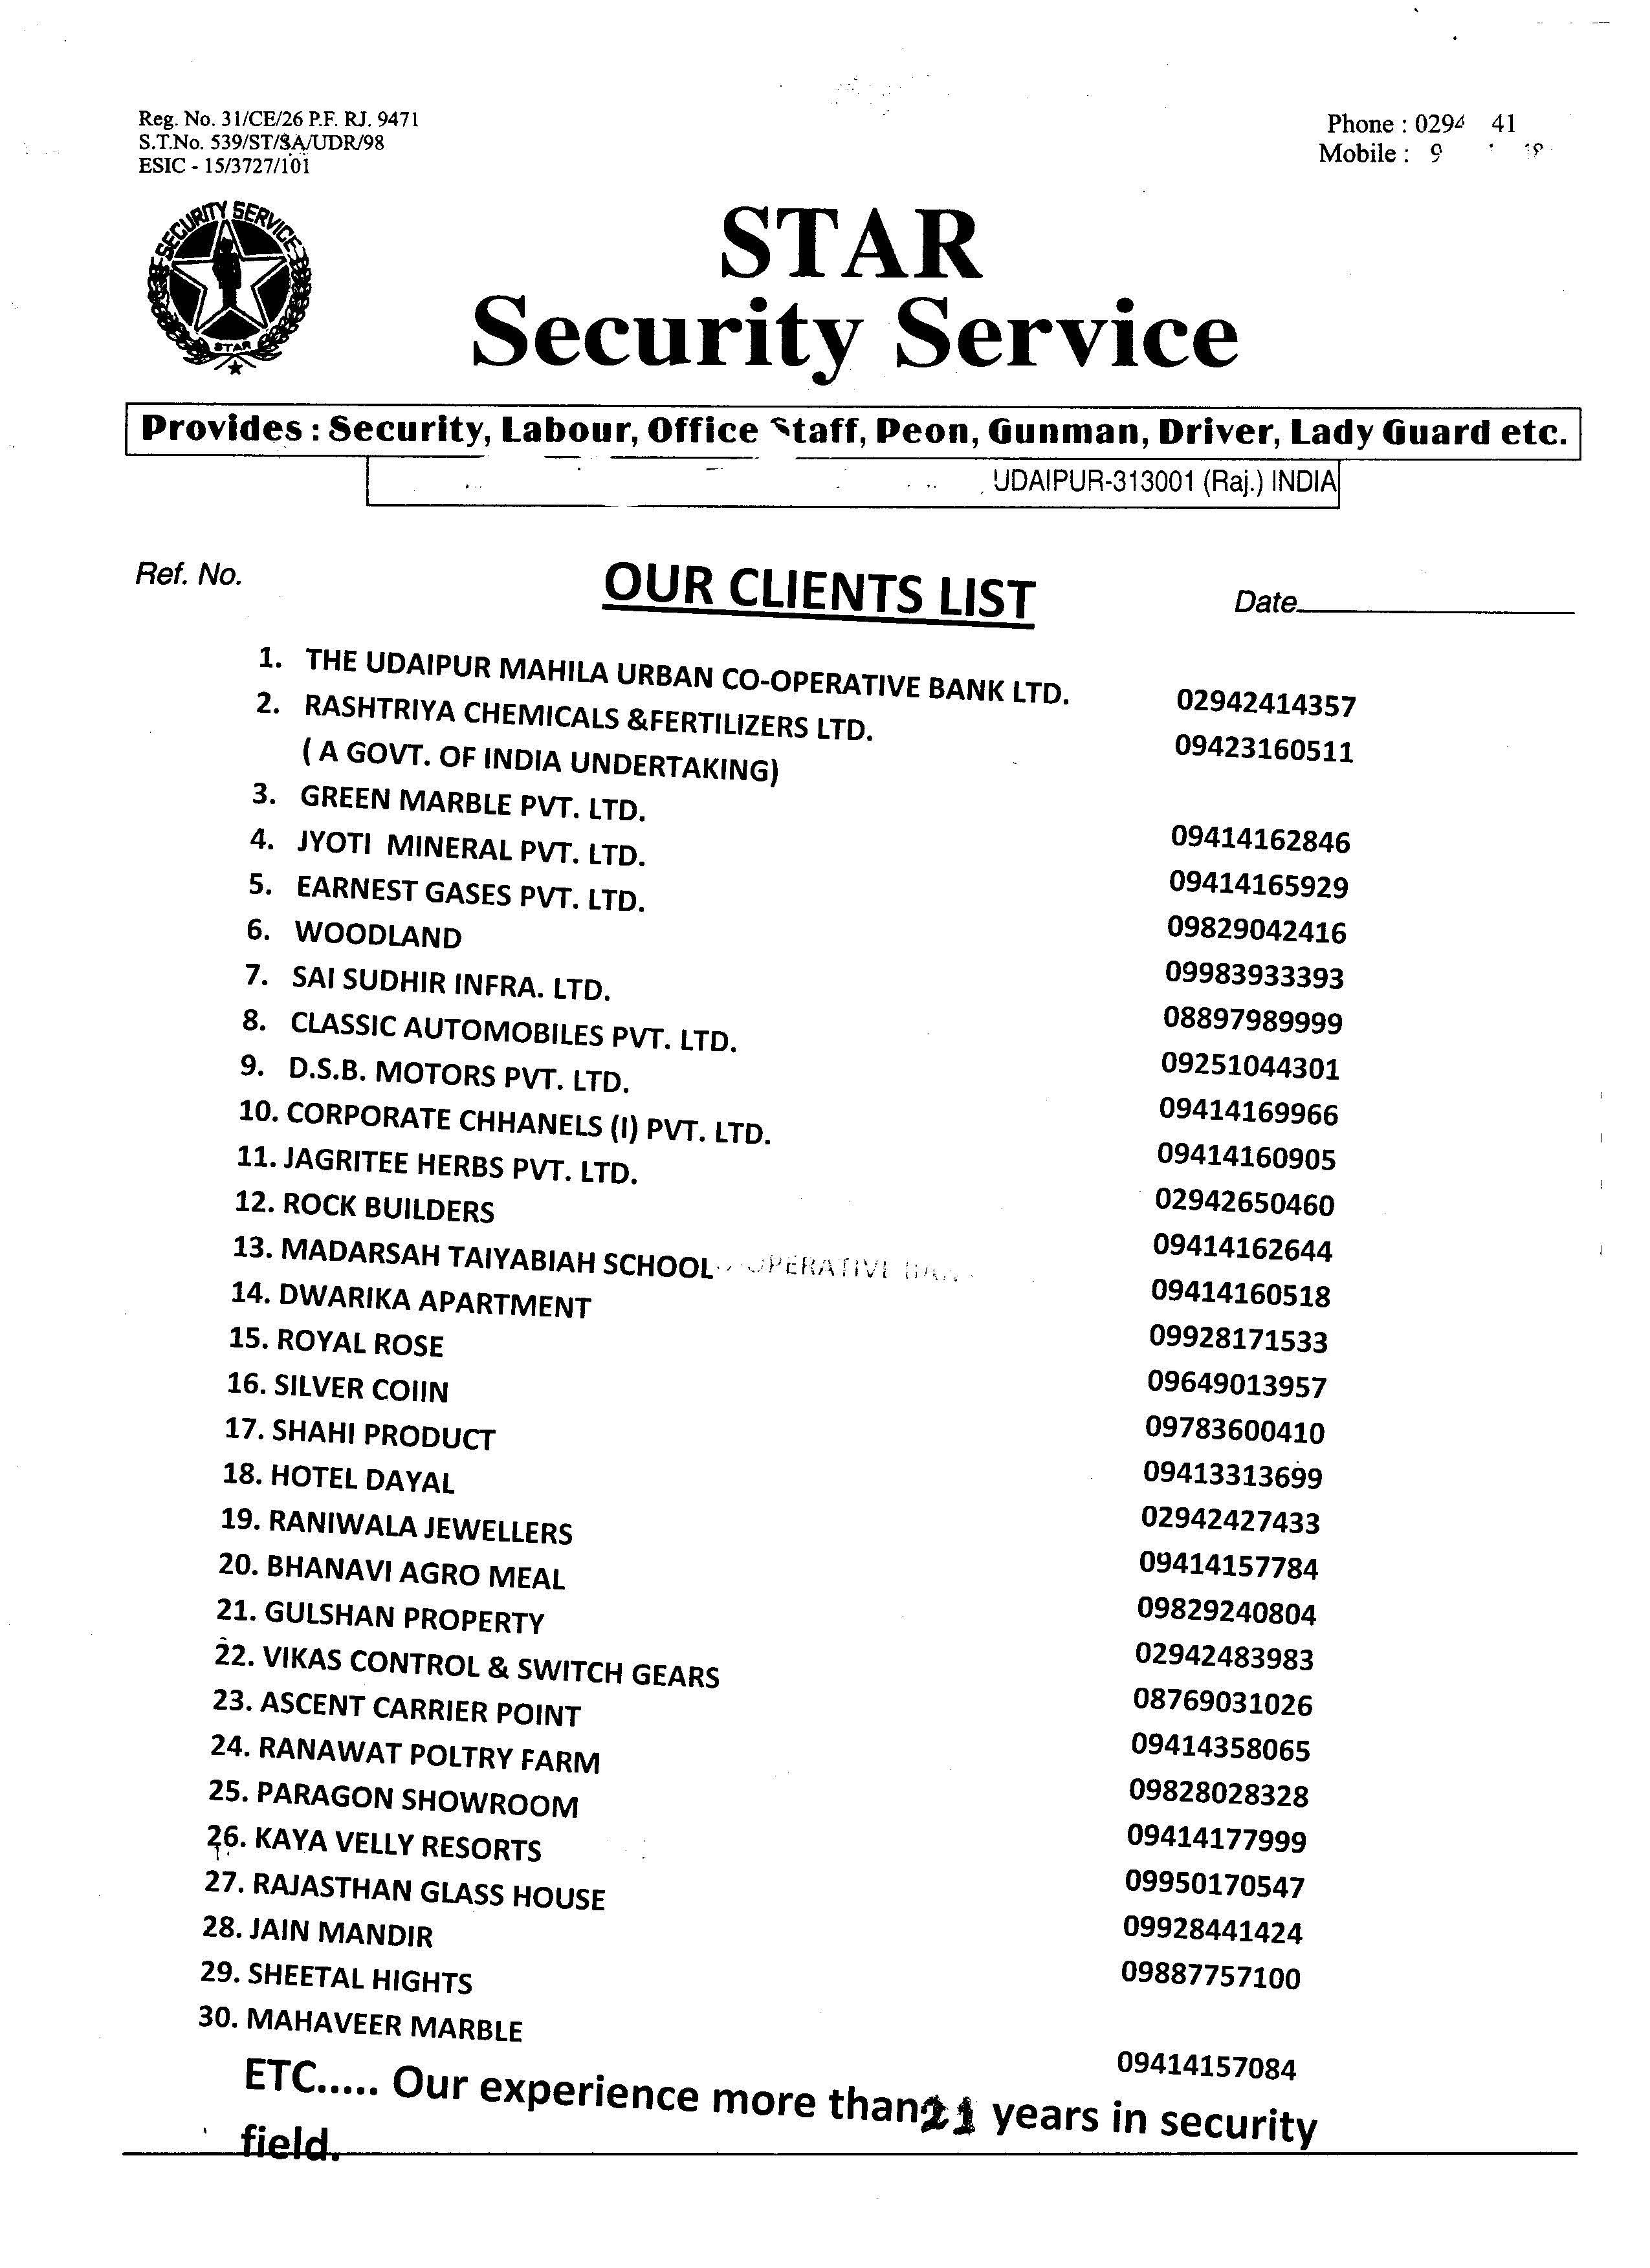 Reg. No. 31/CE/26 P.F. RJ. 9471
S.T.No. 539/ST/SA/UDR/98
ESIC - 15/3727/101
Phone : 0294 41
Mobile : 9
SECURITY SERVICE
STAR
STAR
Security Service
Provides : Security, Labour, Office Staff, Peon, Gunman, Driver, Lady Guard etc.
UDAIPUR-313001 (Raj.) INDIA
Ref. No.
OUR CLIENTS LIST
Date
1. THE UDAIPUR MAHILA URBAN CO-OPERATIVE BANK LTD. 02942414357
2. RASHTRIYA CHEMICALS &FERTILIZERS LTD. 09423160511
( A GOVT. OF INDIA UNDERTAKING)
3. GREEN MARBLE PVT. LTD. 09414162846
4. JYOTI MINERAL PVT. LTD. 09414165929
5. EARNEST GASES PVT. LTD. 09829042416
6. WOODLAND 09983933393
7. SAI SUDHIR INFRA. LTD. 08897989999
8. CLASSIC AUTOMOBILES PVT. LTD. 09251044301
9. D.S.B. MOTORS PVT. LTD. 09414169966
10. CORPORATE CHHANELS (I) PVT. LTD. 09414160905
11. JAGRITEE HERBS PVT. LTD. 02942650460
12. ROCK BUILDERS 09414162644
13. MADARSAH TAIYABIAH SCHOOL 09414160518
14. DWARIKA APARTMENT 09928171533
15. ROYAL ROSE 09649013957
16. SILVER COIIN 09783600410
17. SHAHI PRODUCT 09413313699
18. HOTEL DAYAL 02942427433
19. RANIWALA JEWELLERS 09414157784
20. BHANAVI AGRO MEAL 09829240804
21. GULSHAN PROPERTY 02942483983
22. VIKAS CONTROL & SWITCH GEARS 08769031026
23. ASCENT CARRIER POINT 09414358065
24. RANAWAT POLTRY FARM 09828028328
25. PARAGON SHOWROOM 09414177999
26. KAYA VELLY RESORTS 09950170547
27. RAJASTHAN GLASS HOUSE 09928441424
28. JAIN MANDIR 09887757100
29. SHEETAL HIGHTS
30. MAHAVEER MARBLE 09414157084
ETC..... Our experience more than 21 years in security
field.